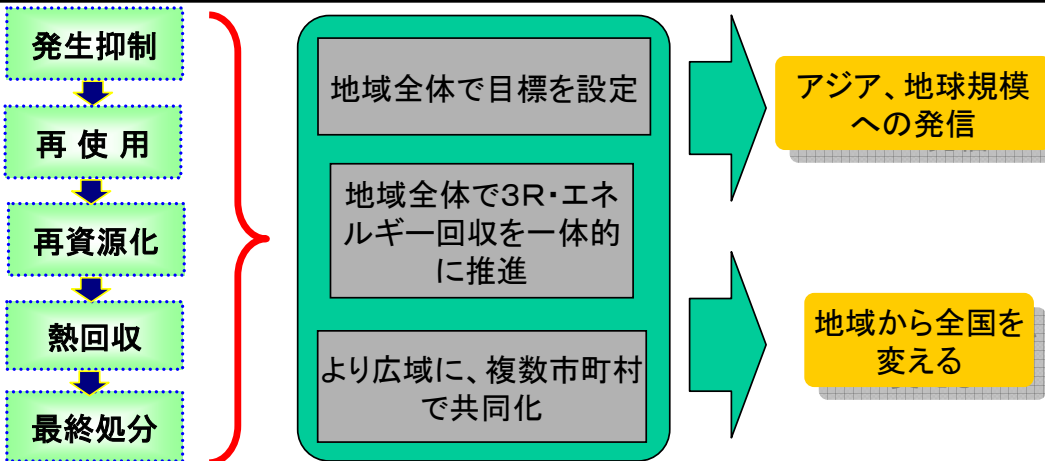 発生抑制
再使用
再資源化
熱回収
最終処分
地域全体で目標を設定
地域全体で3R・エネ
ルギー回収を一体的
に推進
より広域に、複数市町村
で共同化
アジア、地球規模
への発信
地域から全国を
変える